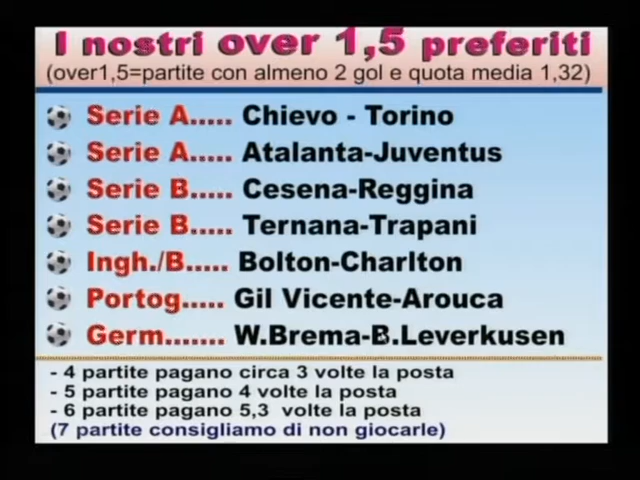 I nostri over 1,5 preferiti
(over1,5=partite con almeno 2 gol e quota media 1,32)
Serie A..... Chievo - Torino
Serie A..... Atalanta-Juventus
Serie B..... Cesena-Reggina
Serie B..... Ternana-Trapani
Ingh./B..... Bolton-Charlton
Portog..... Gil Vicente-Arouca
Germ....... W.Brema-B.Leverkusen
- 4 partite pagano circa 3 volte la posta
- 5 partite pagano 4 volte la posta
- 6 partite pagano 5,3 volte la posta
(7 partite consigliamo di non giocarle)